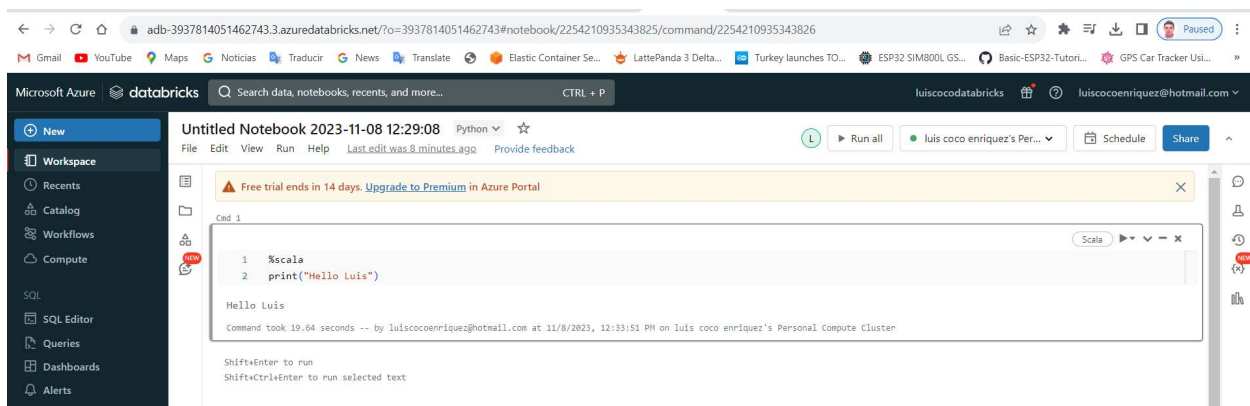 adb-3937814051462743.3.azuredatabricks.net/?o=3937814051462743#notebook/2254210935343825/command/2254210935343826
Paused
Gmail YouTube Maps Noticias Traducir News Translate Elastic Container Se... LattePanda 3 Delta... Turkey launches TO... ESP32 SIM800L GS... Basic-ESP32-Tutori... GPS Car Tracker Usi... »
Microsoft Azure databricks Search data, notebooks, recents, and more... CTRL + P luiscocodatabricks luiscocoenriquez@hotmail.com
New
Workspace
Recents
Catalog
Workflows
Compute
SQL
SQL Editor
Queries
Dashboards
Alerts
Untitled Notebook 2023-11-08 12:29:08 Python
File Edit View Run Help Last edit was 8 minutes ago Provide feedback
L Run all luis coco enriquez's Per... Schedule Share
NEW
Free trial ends in 14 days. Upgrade to Premium in Azure Portal
Cmd 1
Scala
1 %scala
2 print("Hello Luis")
Hello Luis
Command took 19.64 seconds -- by luiscocoenriquez@hotmail.com at 11/8/2023, 12:33:51 PM on luis coco enriquez's Personal Compute Cluster
Shift+Enter to run
Shift+Ctrl+Enter to run selected text
NEW